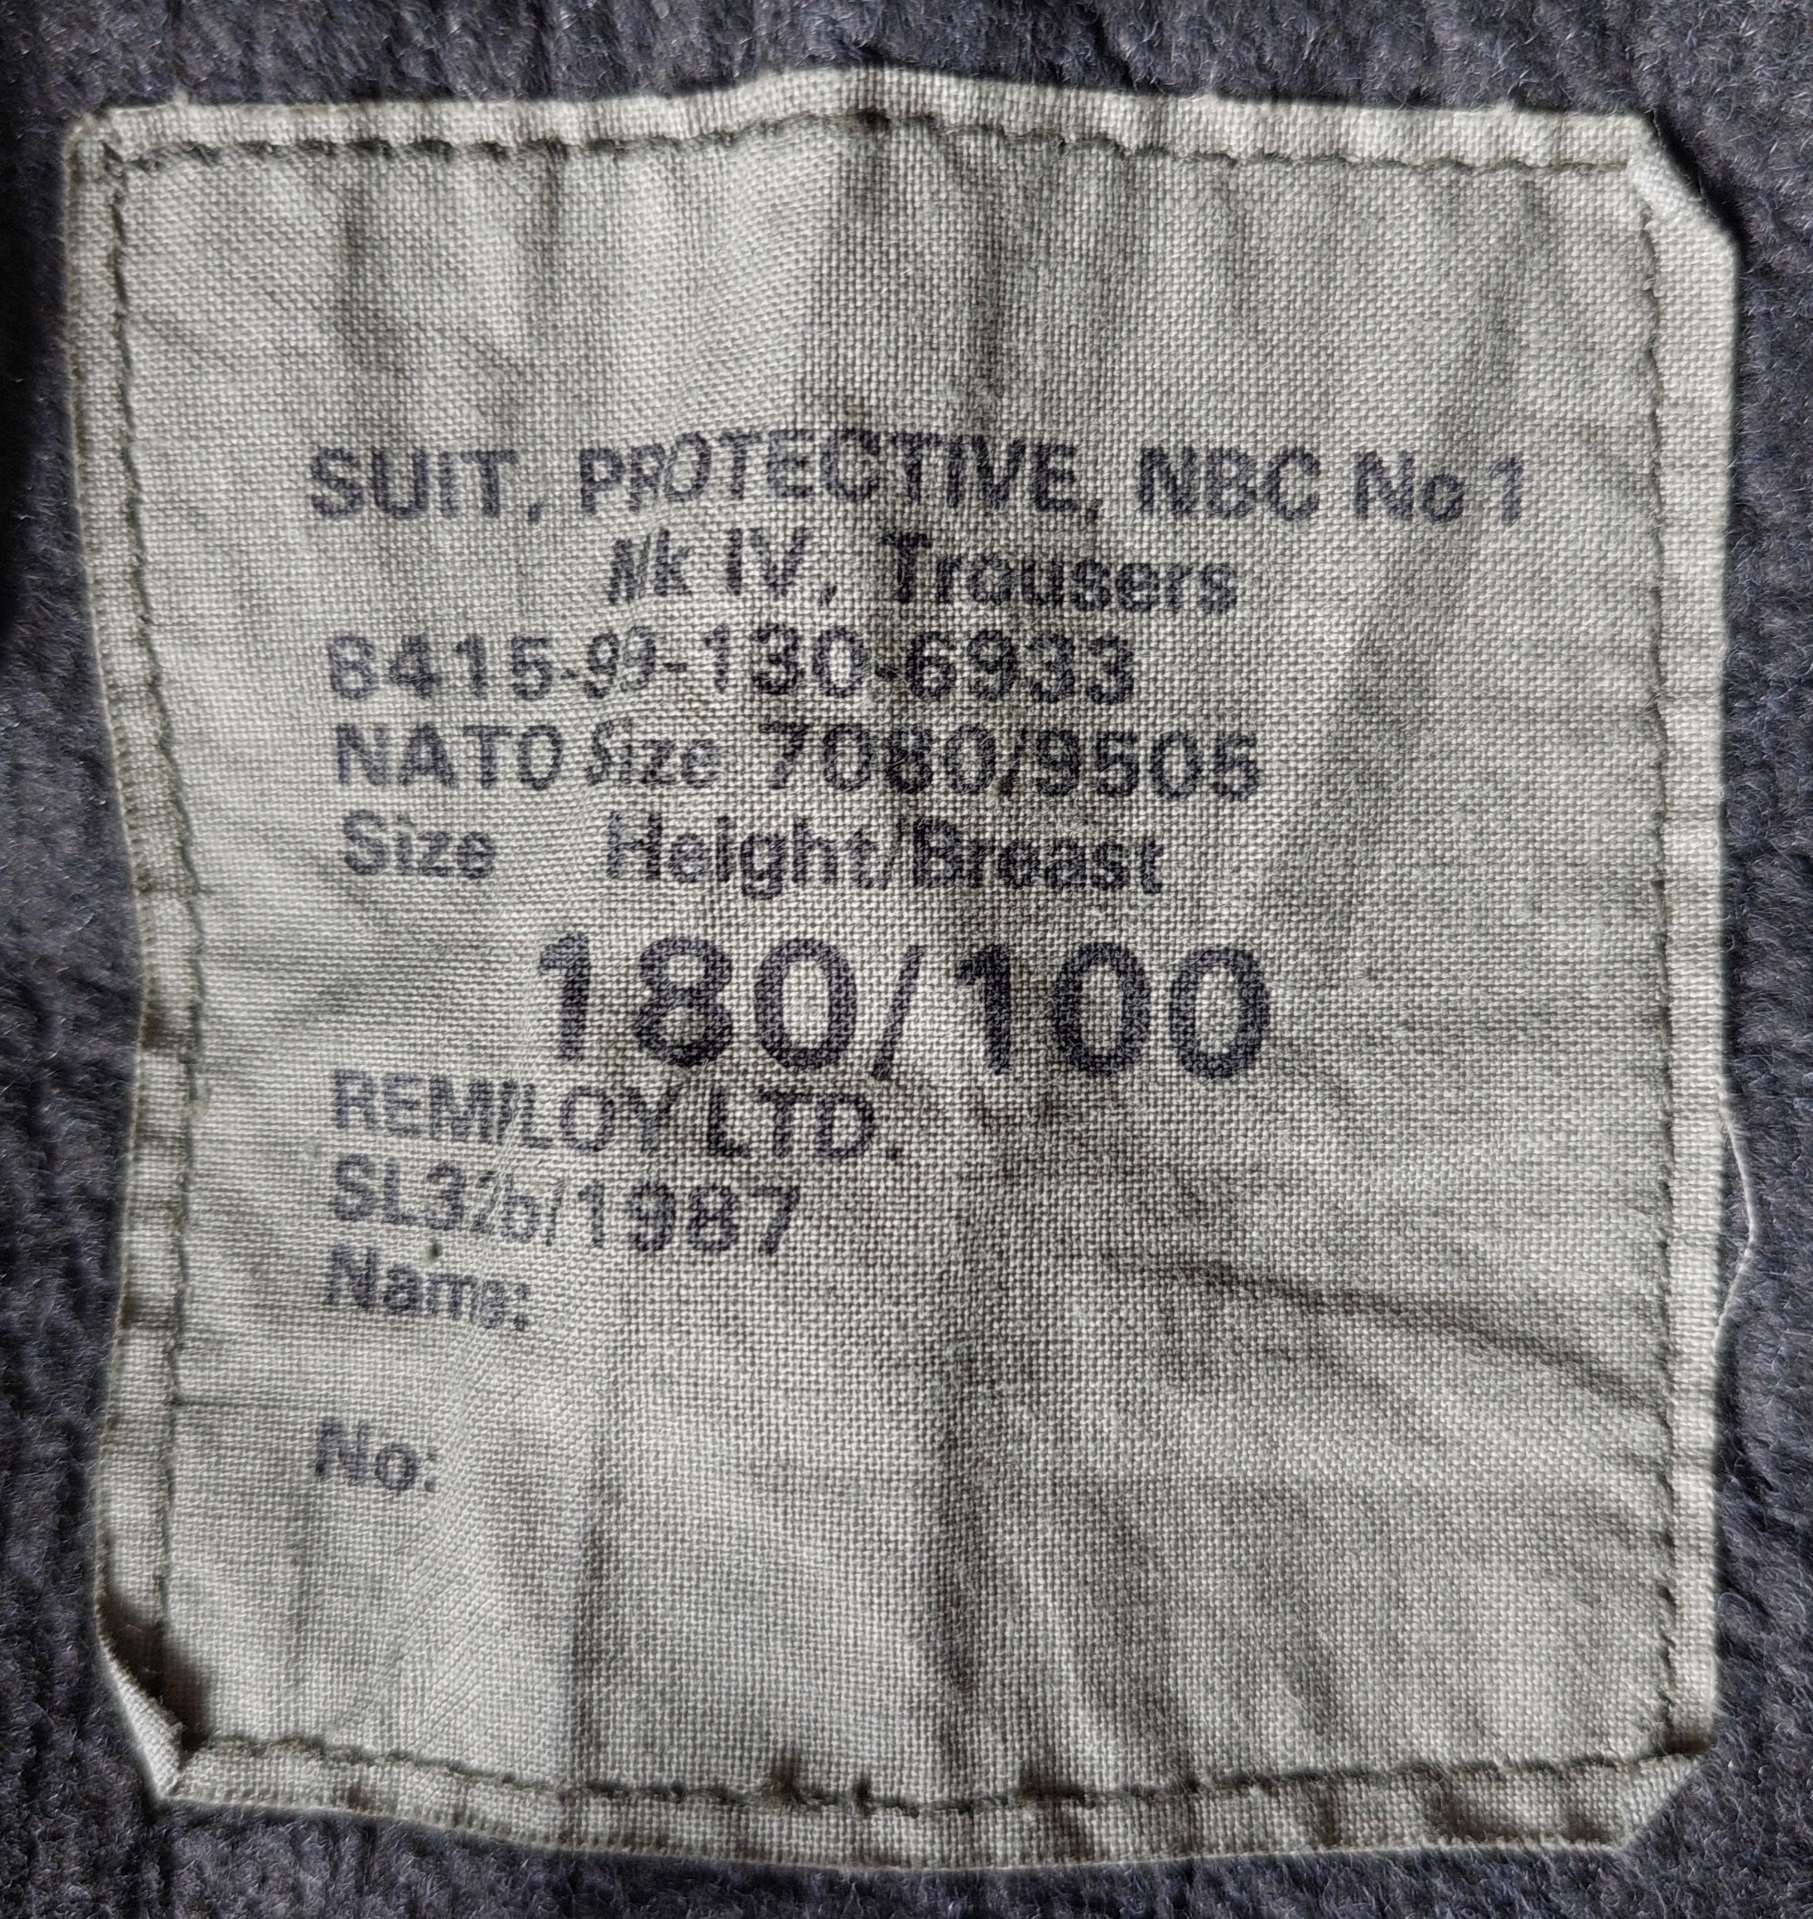 SUIT, PROTECTIVE, NBC No 1
Mk IV, Trousers
8415-99-130-6933
NATO Size 7080/9505
Size Height/Breast
180/100
REMILOY LTD.
SL32b/1987
Name:
No: